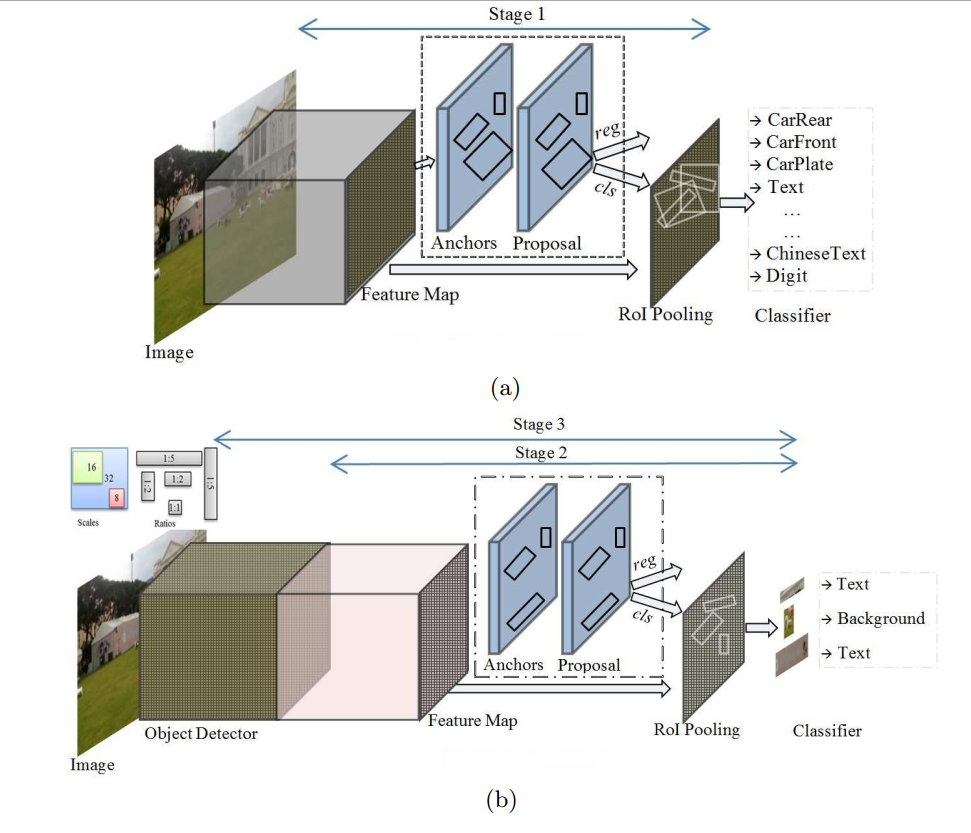 Stage 1
reg
cls
Anchors Proposal
Feature Map
Image
RoI Pooling
→ CarRear
→ CarFront
→ CarPlate
→ Text
...
...
→ ChineseText
→ Digit
Classifier
(a)
Stage 3
Stage 2
16
32
8
Scales
1:5
1:2
1:2
1:1
1:5
Ratios
reg
cls
Anchors Proposal
Object Detector
Feature Map
Image
RoI Pooling
→ Text
→ Background
→ Text
Classifier
(b)